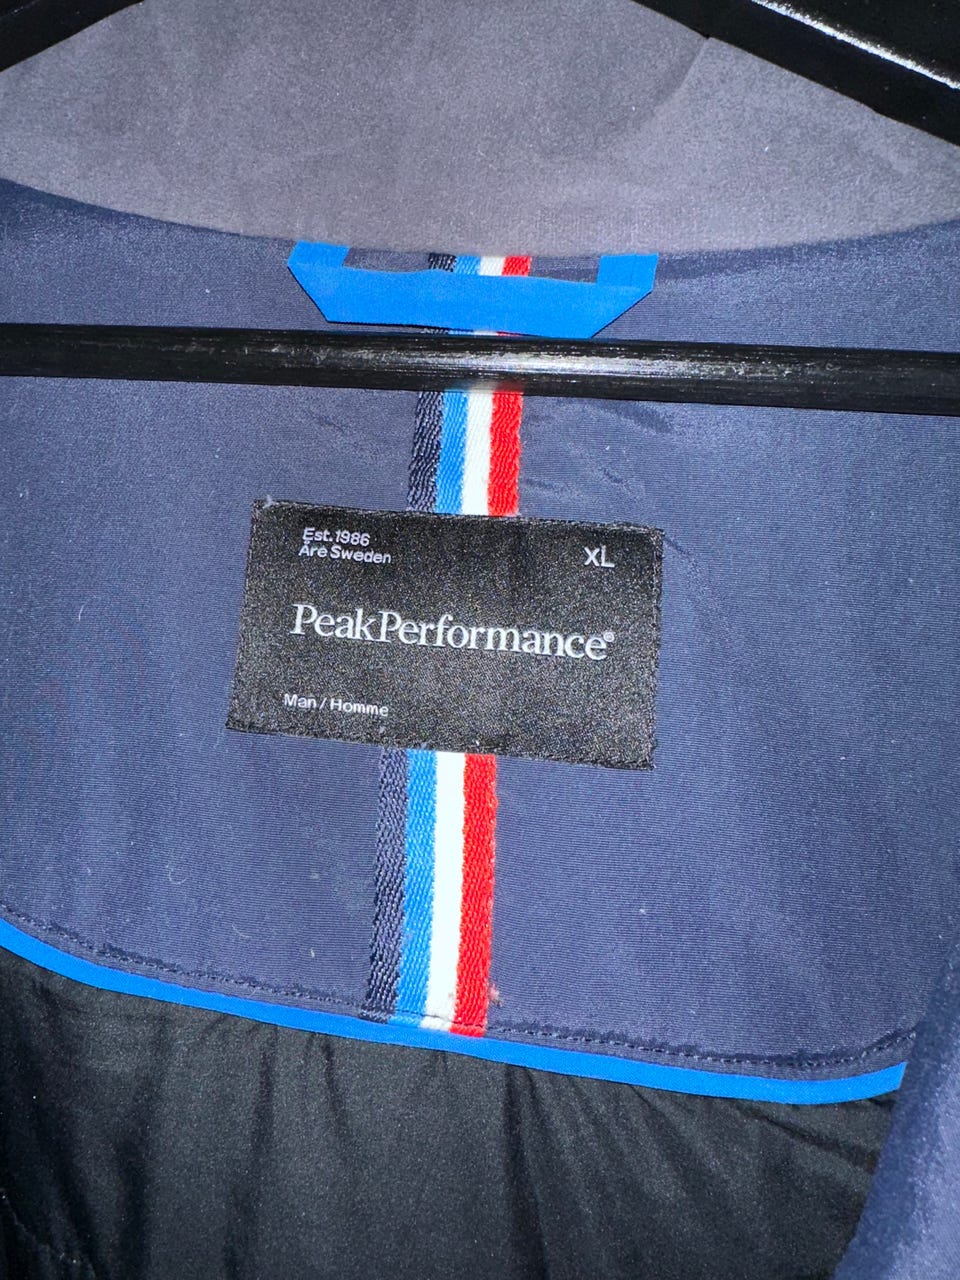 Est.1986
Åre Sweden
XL
PeakPerformance®
Man / Homme